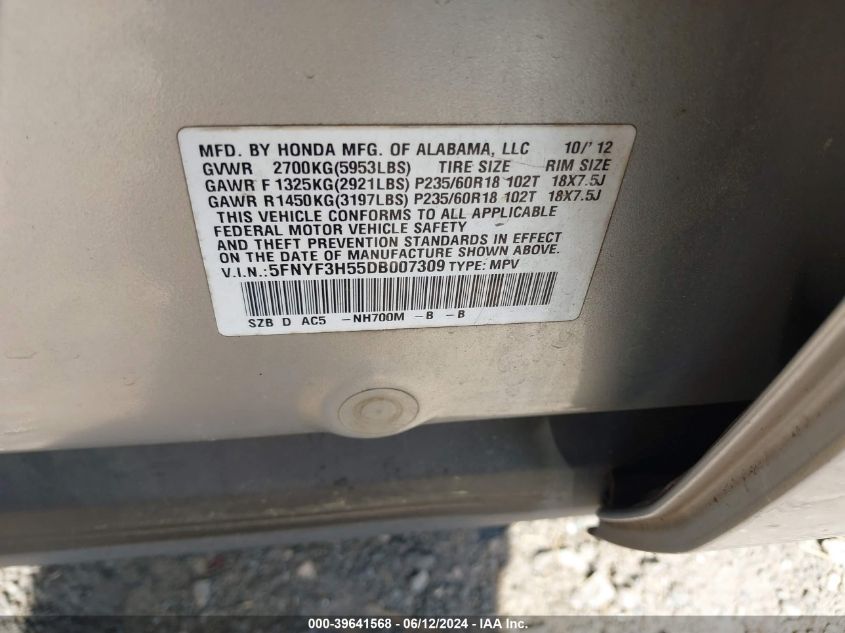 MFD. BY HONDA MFG. OF ALABAMA, LLC 10/'12
GVWR 2700KG(5953LBS) TIRE SIZE RIM SIZE
GAWR F 1325KG(2921LBS) P235/60R18 102T 18X7.5J
GAWR R1450KG(3197LBS) P235/60R18 102T 18X7.5J
THIS VEHICLE CONFORMS TO ALL APPLICABLE
FEDERAL MOTOR VEHICLE SAFETY
AND THEFT PREVENTION STANDARDS IN EFFECT
ON THE DATE OF MANUFACTURE SHOWN ABOVE.
V.I.N.:5FNYF3H55DB007309 TYPE: MPV
SZB D AC5 -NH700M -B -B
000-39641568 - 06/12/2024 - IAAI Inc.